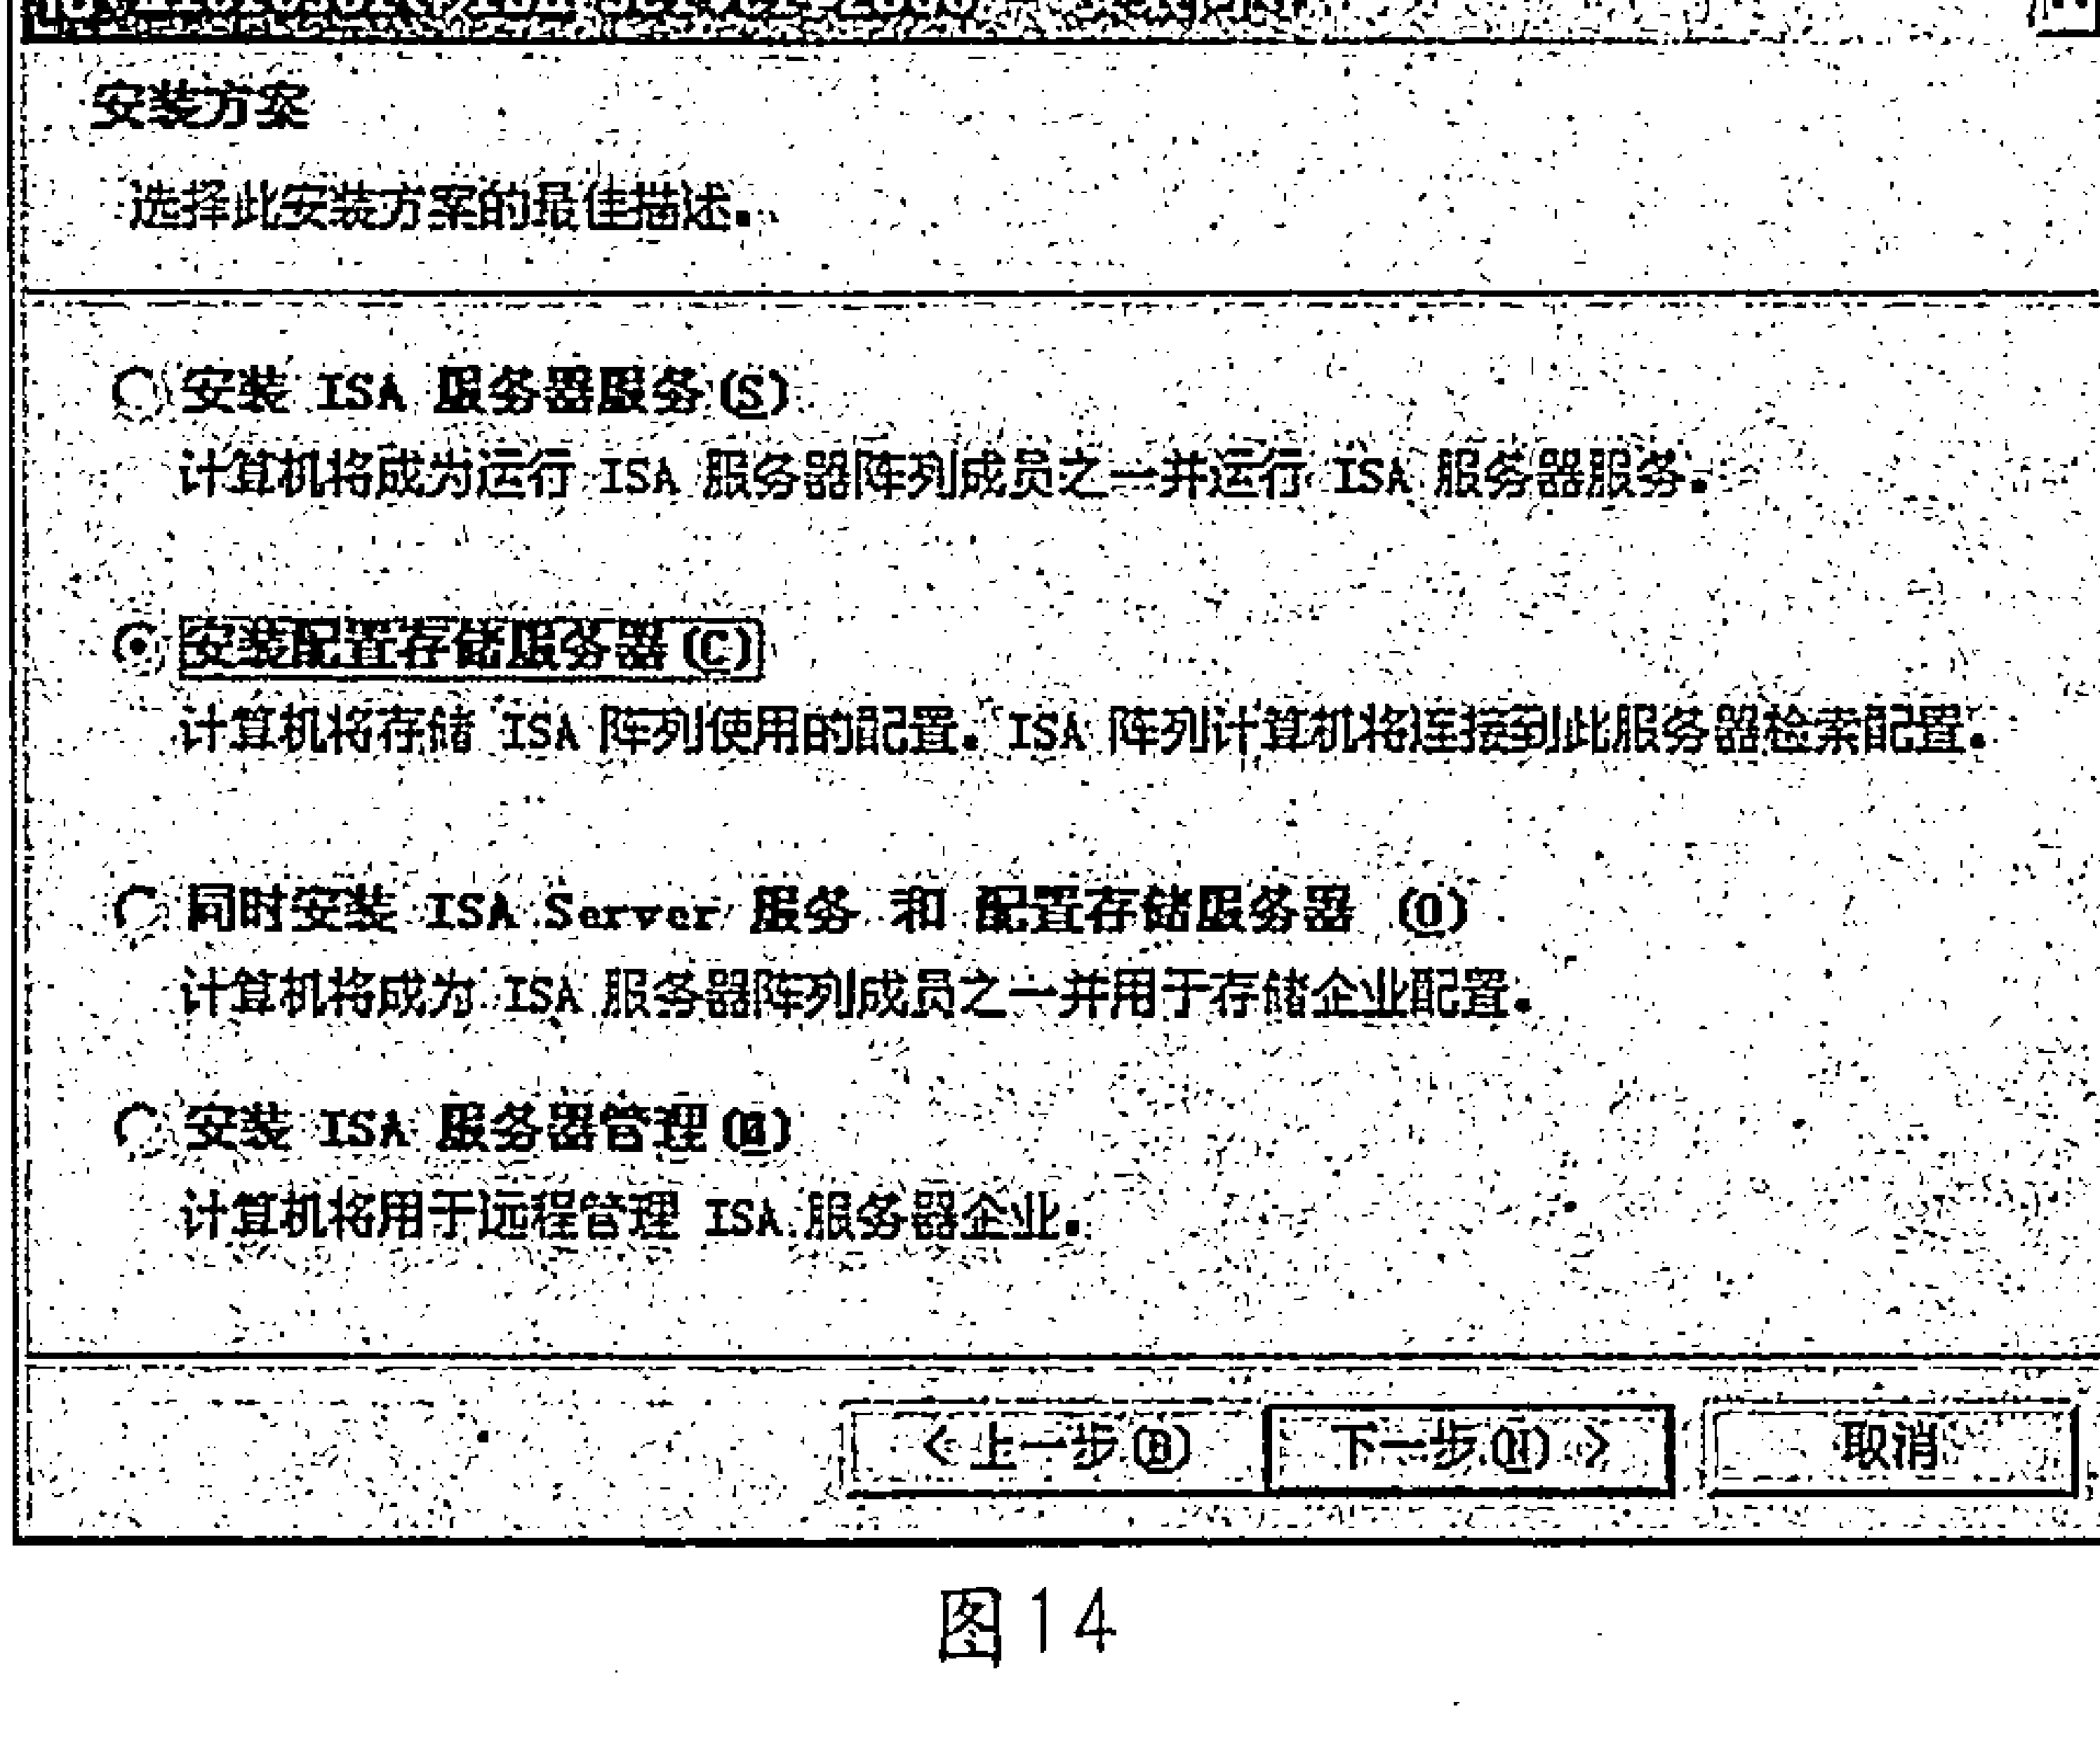 安装方案
选择此安装方案的最佳描述。
安装 ISA 服务器服务(S)
计算机将成为运行 ISA 服务器阵列成员之一并运行 ISA 服务器服务。
安装配置存储服务器(C)
计算机将存储 ISA 阵列使用的配置。ISA 阵列计算机将连接到此服务器检索配置。
同时安装 ISA Server 服务 和 配置存储服务器 (O)
计算机将成为 ISA 服务器阵列成员之一并用于存储企业配置。
安装 ISA 服务器管理
计算机将用于远程管理 ISA 服务器企业。
< 上一步(B) 下一步(N) > 取消
图14